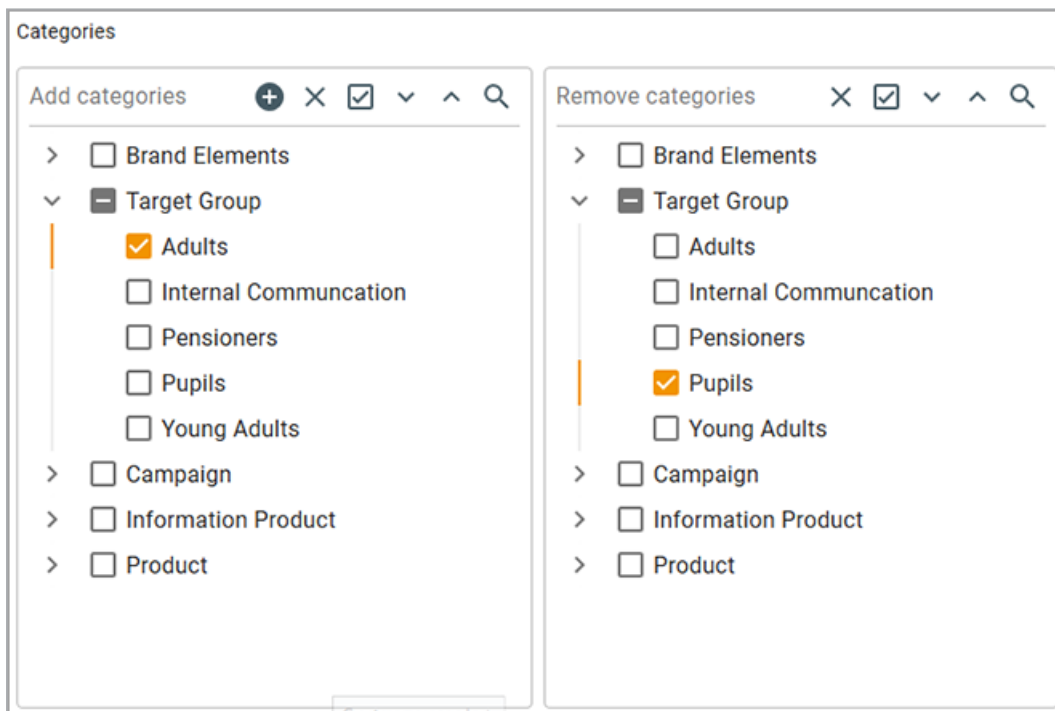 Categories
Add categories
Brand Elements
Target Group
Adults
Internal Communcation
Pensioners
Pupils
Young Adults
Campaign
Information Product
Product
Remove categories
Brand Elements
Target Group
Adults
Internal Communcation
Pensioners
Pupils
Young Adults
Campaign
Information Product
Product